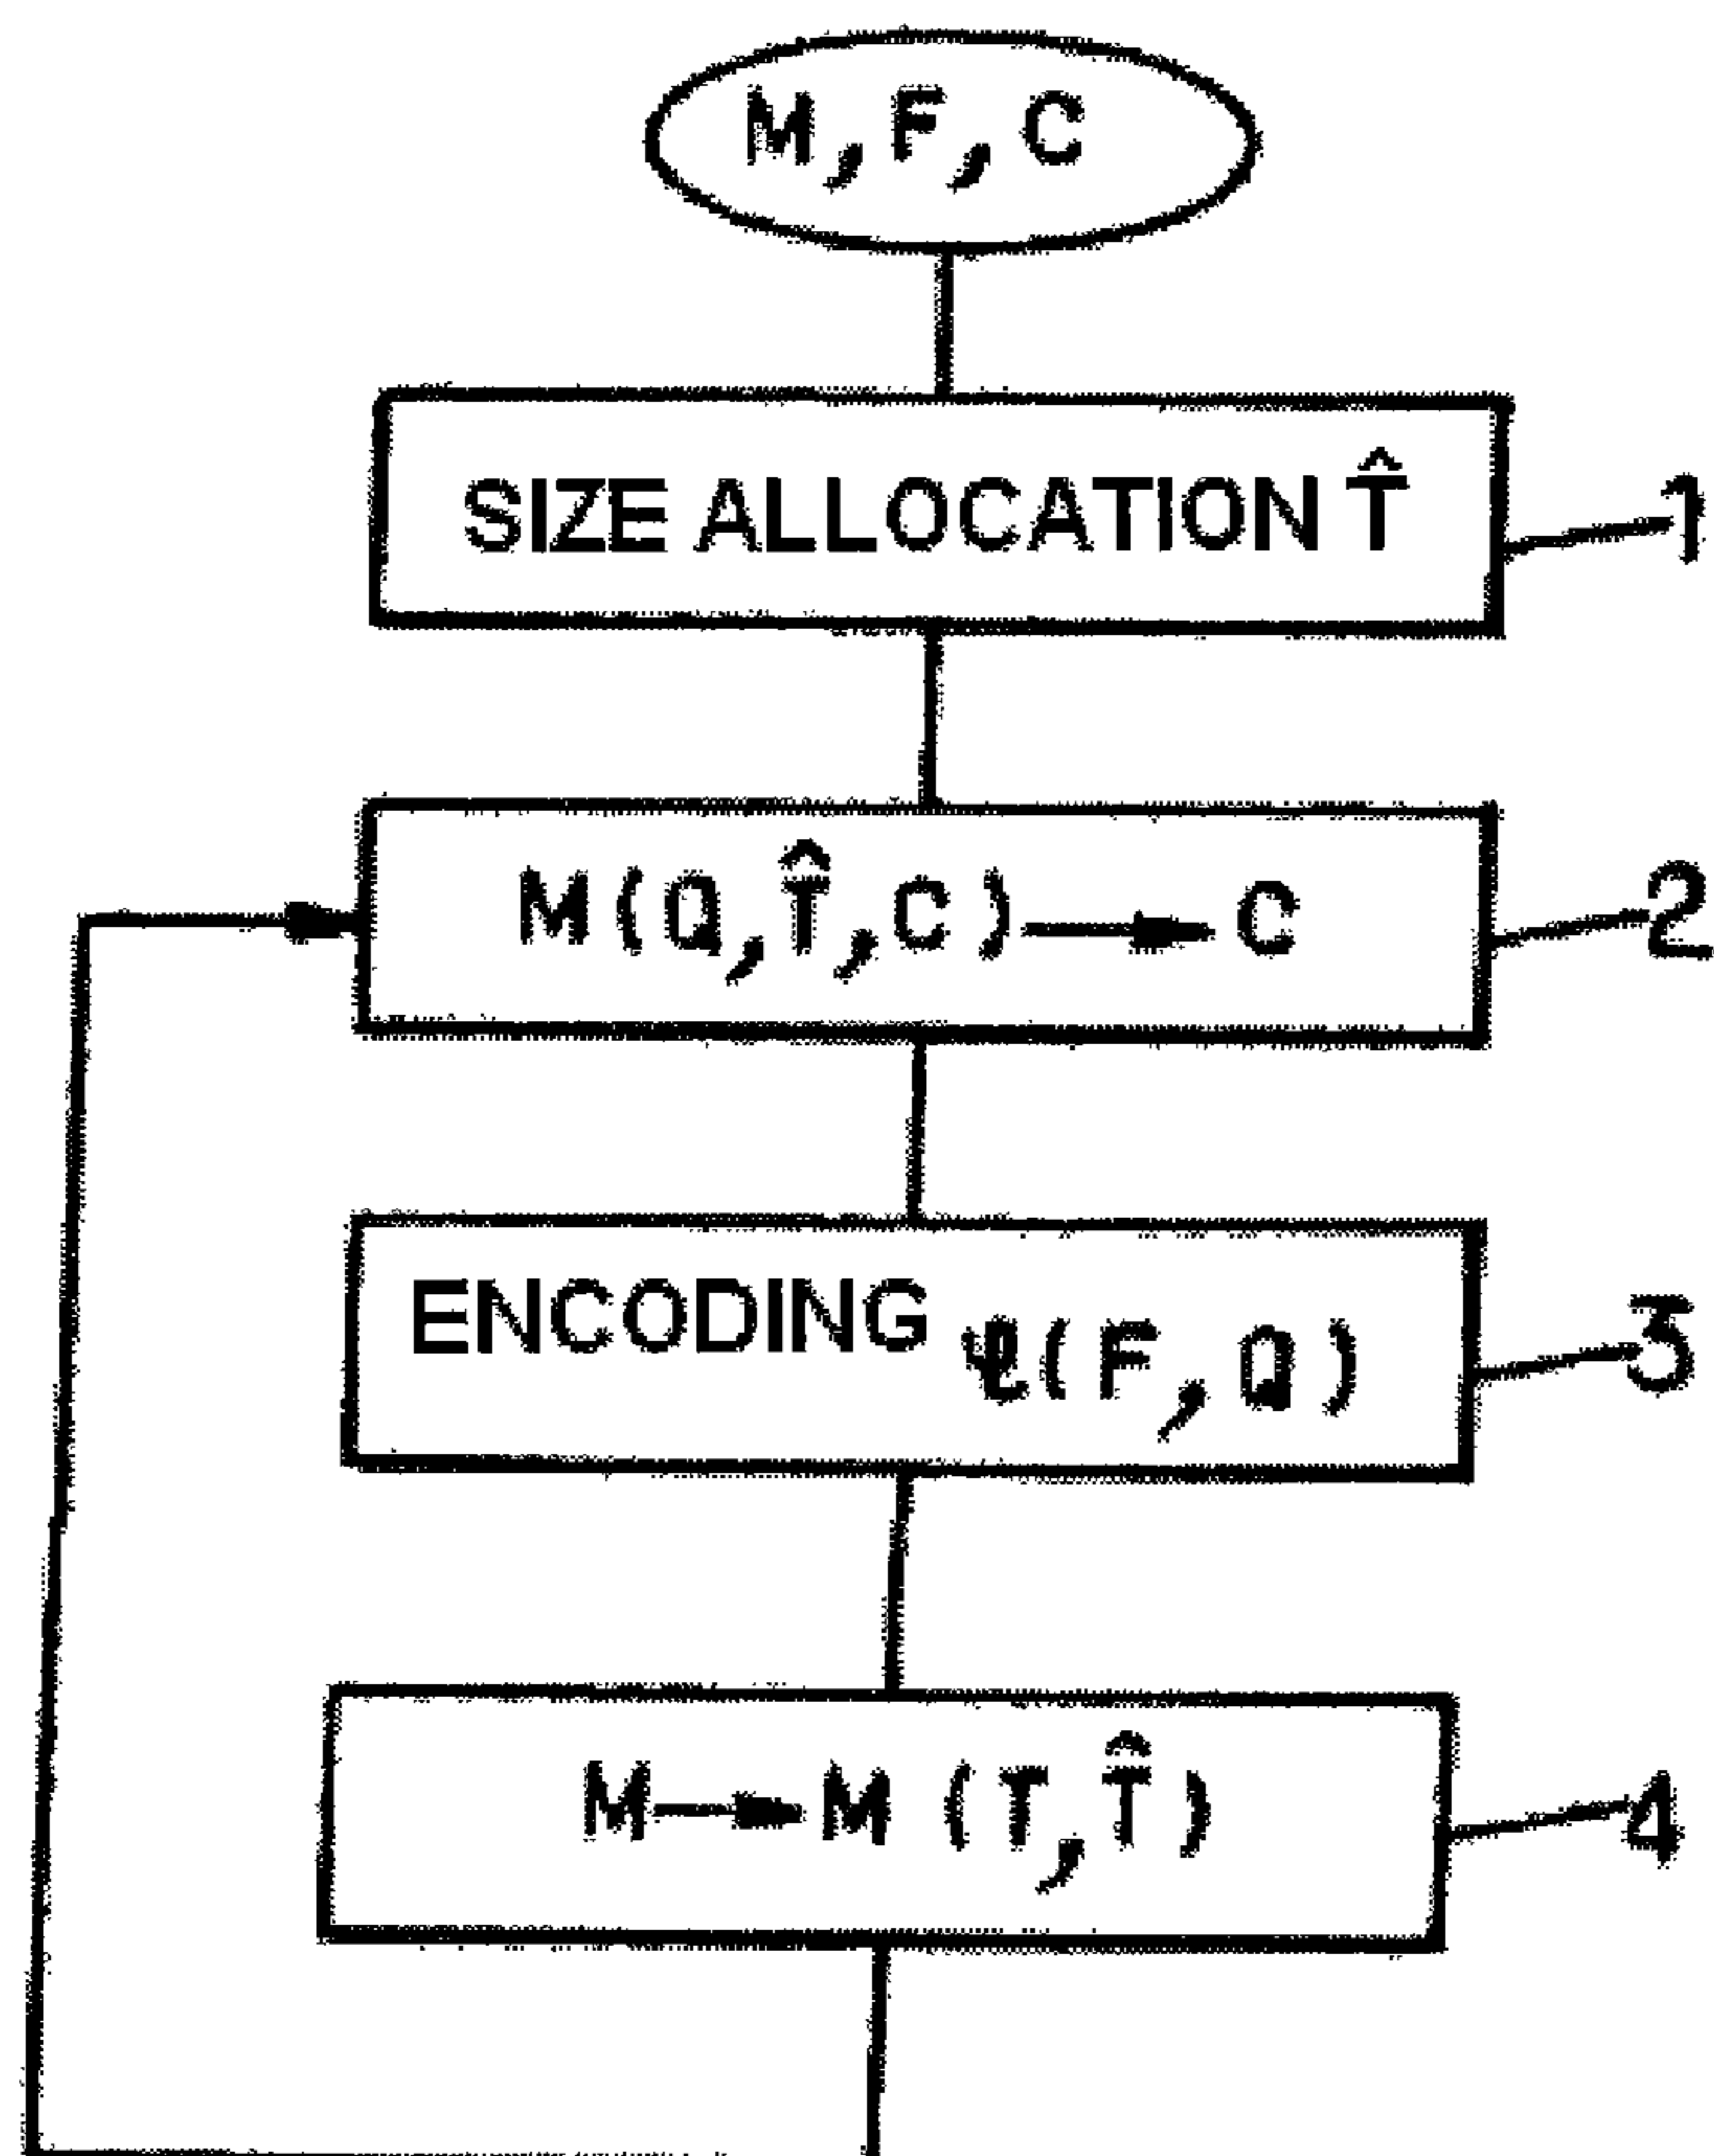 M,F,C
SIZE ALLOCATION T̂
1
M(Q,T̂,C)→C
2
ENCODING (F,Q)
3
M→M(T,T̂)
4